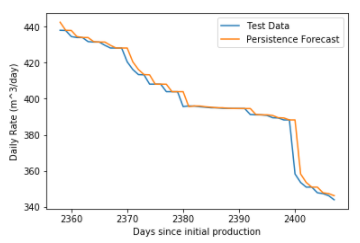 Test Data
Persistence Forecast
Daily Rate (m^3/day)
440
420
400
380
360
340
2360
2370
2380
2390
2400
Days since initial production